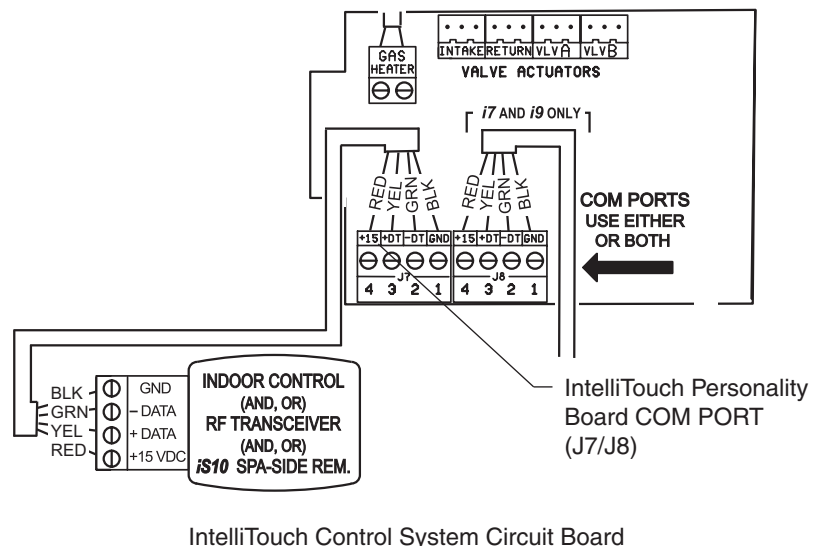 GAS
HEATER
INTAKE RETURN VLVA VLVB
VALVE ACTUATORS
i7 AND i9 ONLY
RED YEL GRN BLK
RED YEL GRN BLK
COM PORTS
USE EITHER
OR BOTH
+15 +DT -DT GND
+15 +DT -DT GND
J7
J8
4 3 2 1
4 3 2 1
BLK
GRN
YEL
RED
GND
– DATA
+ DATA
+15 VDC
INDOOR CONTROL
(AND, OR)
RF TRANSCEIVER
(AND, OR)
iS10 SPA-SIDE REM.
IntelliTouch Personality
Board COM PORT
(J7/J8)
IntelliTouch Control System Circuit Board